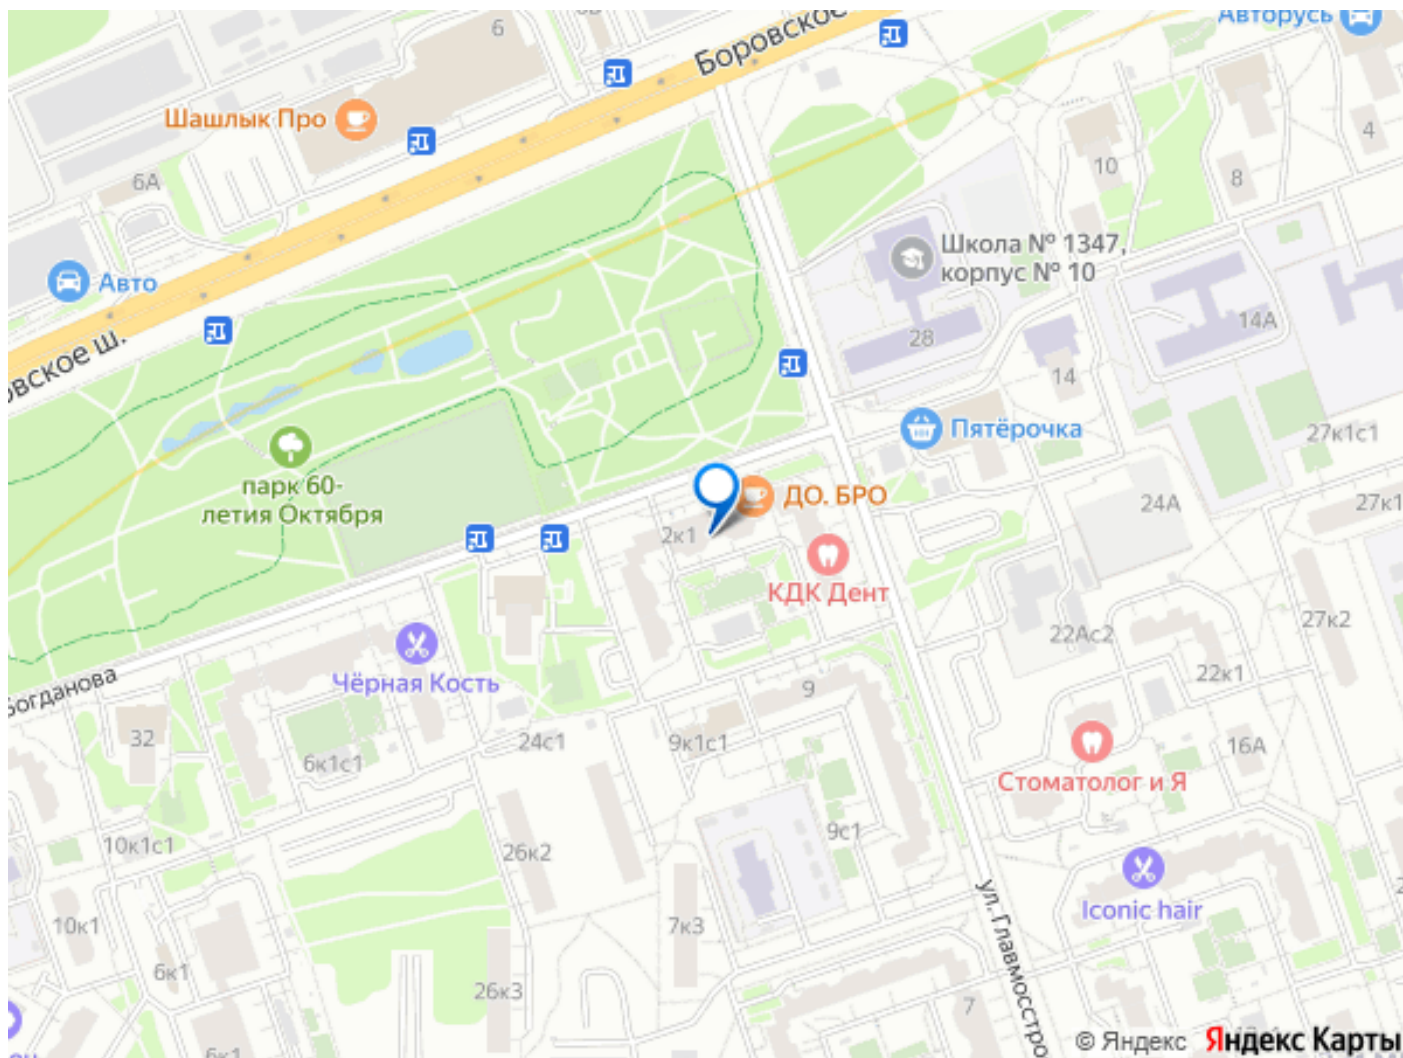 Авторусь
Боровское
6
Шашлык Про
4
10
8
6А
Школа № 1347,
корпус № 10
Авто
14А
28
овское ш.
14
Пятёрочка
27к1с1
парк 60-
летия Октября
ДО. БРО
24А
27к1
2к1
КДК Дент
27к2
22Ас2
22к1
Чёрная Кость
Богданова
9
32
24с1
9к1с1
16А
6к1с1
Стоматолог и Я
9с1
10к1с1
26к2
Iconic hair
ул. Главмосстро
10к1
7к3
6к1
26к3
7
6к1
© Яндекс
Яндекс Карты